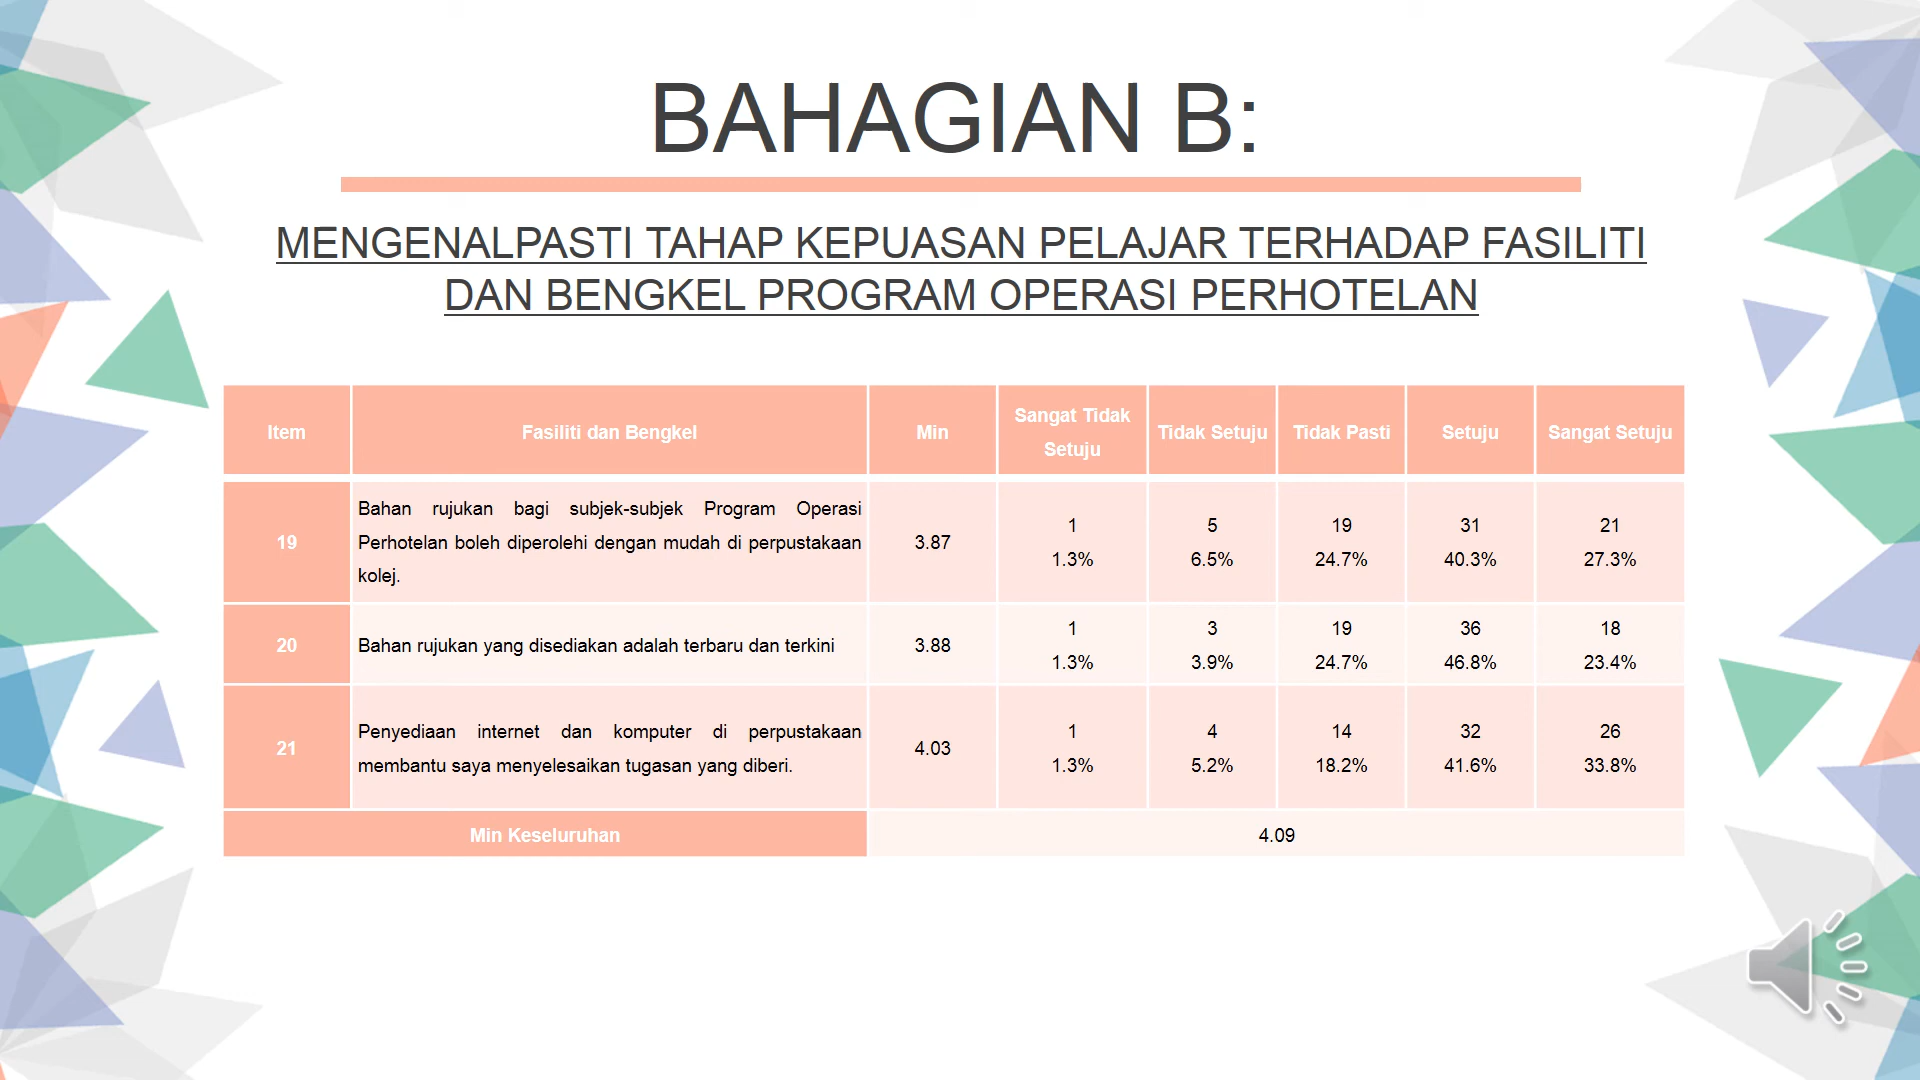 BAHAGIAN B:
MENGENALPASTI TAHAP KEPUASAN PELAJAR TERHADAP FASILITI
DAN BENGKEL PROGRAM OPERASI PERHOTELAN
Item
Fasiliti dan Bengkel
Min
Sangat Tidak
Setuju
Tidak Setuju
Tidak Pasti
Setuju
Sangat Setuju
19
Bahan rujukan bagi subjek-subjek Program Operasi
Perhotelan boleh diperolehi dengan mudah di perpustakaan
kolej.
3.87
1
1.3%
5
6.5%
19
24.7%
31
40.3%
21
27.3%
20
Bahan rujukan yang disediakan adalah terbaru dan terkini
3.88
1
1.3%
3
3.9%
19
24.7%
36
46.8%
18
23.4%
21
Penyediaan internet dan komputer di perpustakaan
membantu saya menyelesaikan tugasan yang diberi.
4.03
1
1.3%
4
5.2%
14
18.2%
32
41.6%
26
33.8%
Min Keseluruhan
4.09